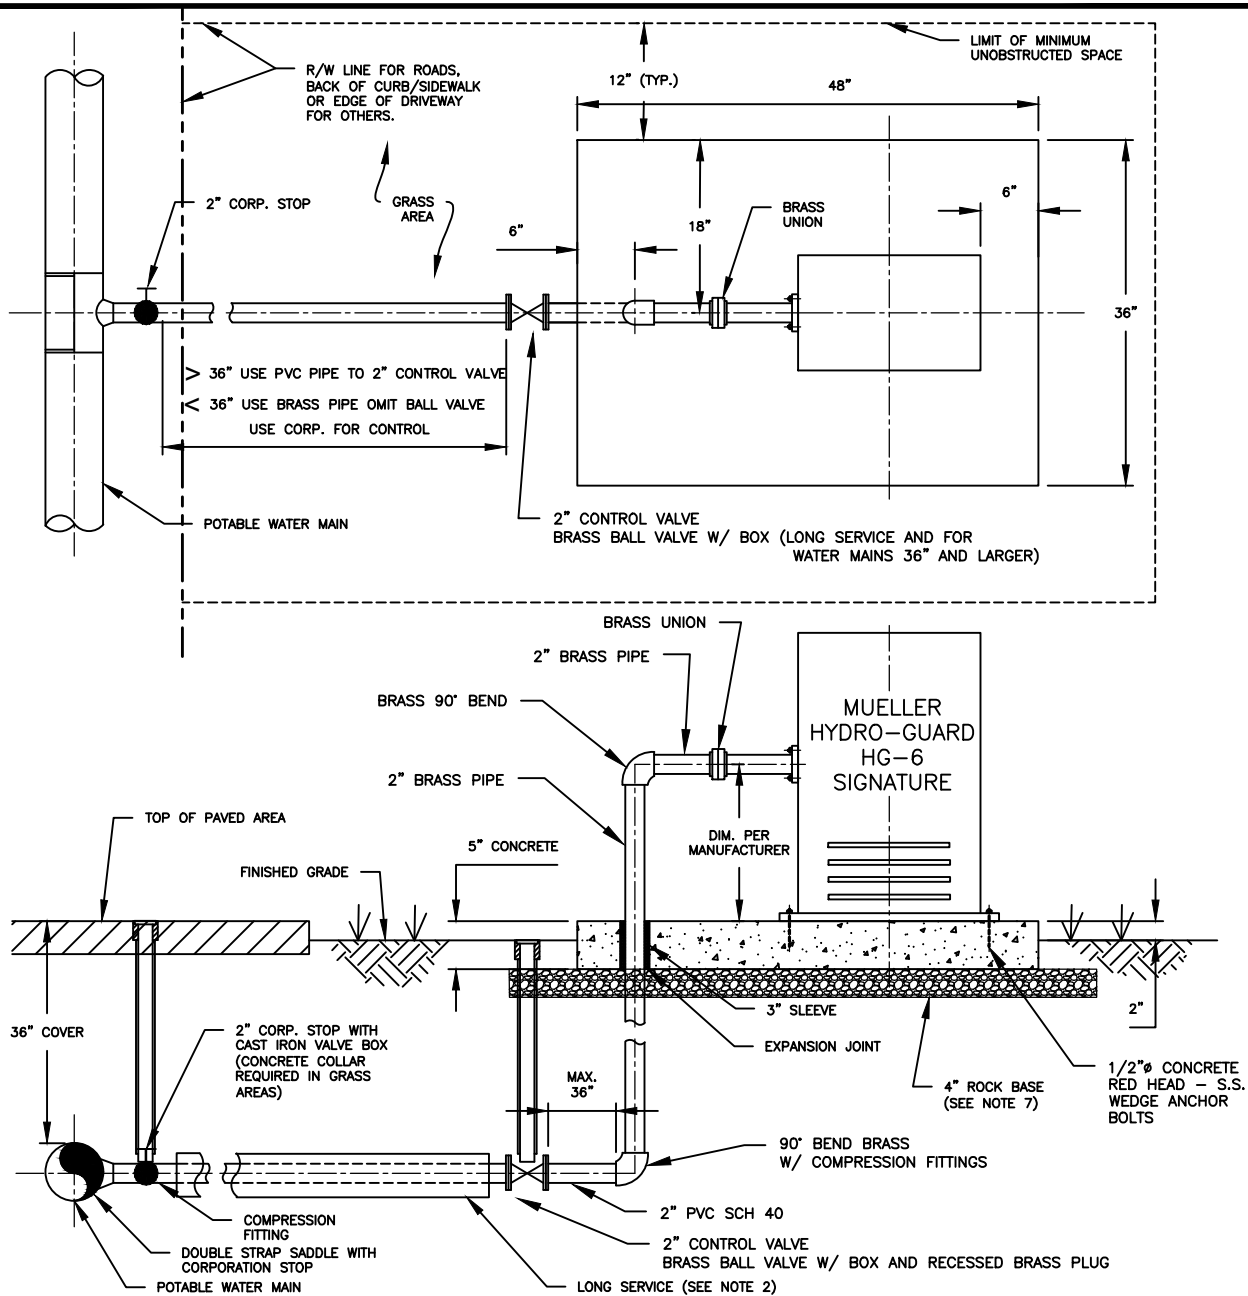 R/W LINE FOR ROADS,
BACK OF CURB/SIDEWALK
OR EDGE OF DRIVEWAY
FOR OTHERS.
12" (TYP.)
LIMIT OF MINIMUM
UNOBSTRUCTED SPACE
48"
2" CORP. STOP
GRASS
AREA
6"
18"
BRASS
UNION
6"
36"
> 36" USE PVC PIPE TO 2" CONTROL VALVE
< 36" USE BRASS PIPE OMIT BALL VALVE
USE CORP. FOR CONTROL
POTABLE WATER MAIN
2" CONTROL VALVE
BRASS BALL VALVE W/ BOX (LONG SERVICE AND FOR
WATER MAINS 36" AND LARGER)
BRASS UNION
2" BRASS PIPE
BRASS 90° BEND
2" BRASS PIPE
MUELLER
HYDRO-GUARD
HG-6
SIGNATURE
TOP OF PAVED AREA
5" CONCRETE
DIM. PER
MANUFACTURER
FINISHED GRADE
36" COVER
2" CORP. STOP WITH
CAST IRON VALVE BOX
(CONCRETE COLLAR
REQUIRED IN GRASS
AREAS)
MAX.
36"
3" SLEEVE
EXPANSION JOINT
2"
4" ROCK BASE
(SEE NOTE 7)
1/2"ø CONCRETE
RED HEAD - S.S.
WEDGE ANCHOR
BOLTS
90° BEND BRASS
W/ COMPRESSION FITTINGS
COMPRESSION
FITTING
DOUBLE STRAP SADDLE WITH
CORPORATION STOP
POTABLE WATER MAIN
2" PVC SCH 40
2" CONTROL VALVE
BRASS BALL VALVE W/ BOX AND RECESSED BRASS PLUG
LONG SERVICE (SEE NOTE 2)